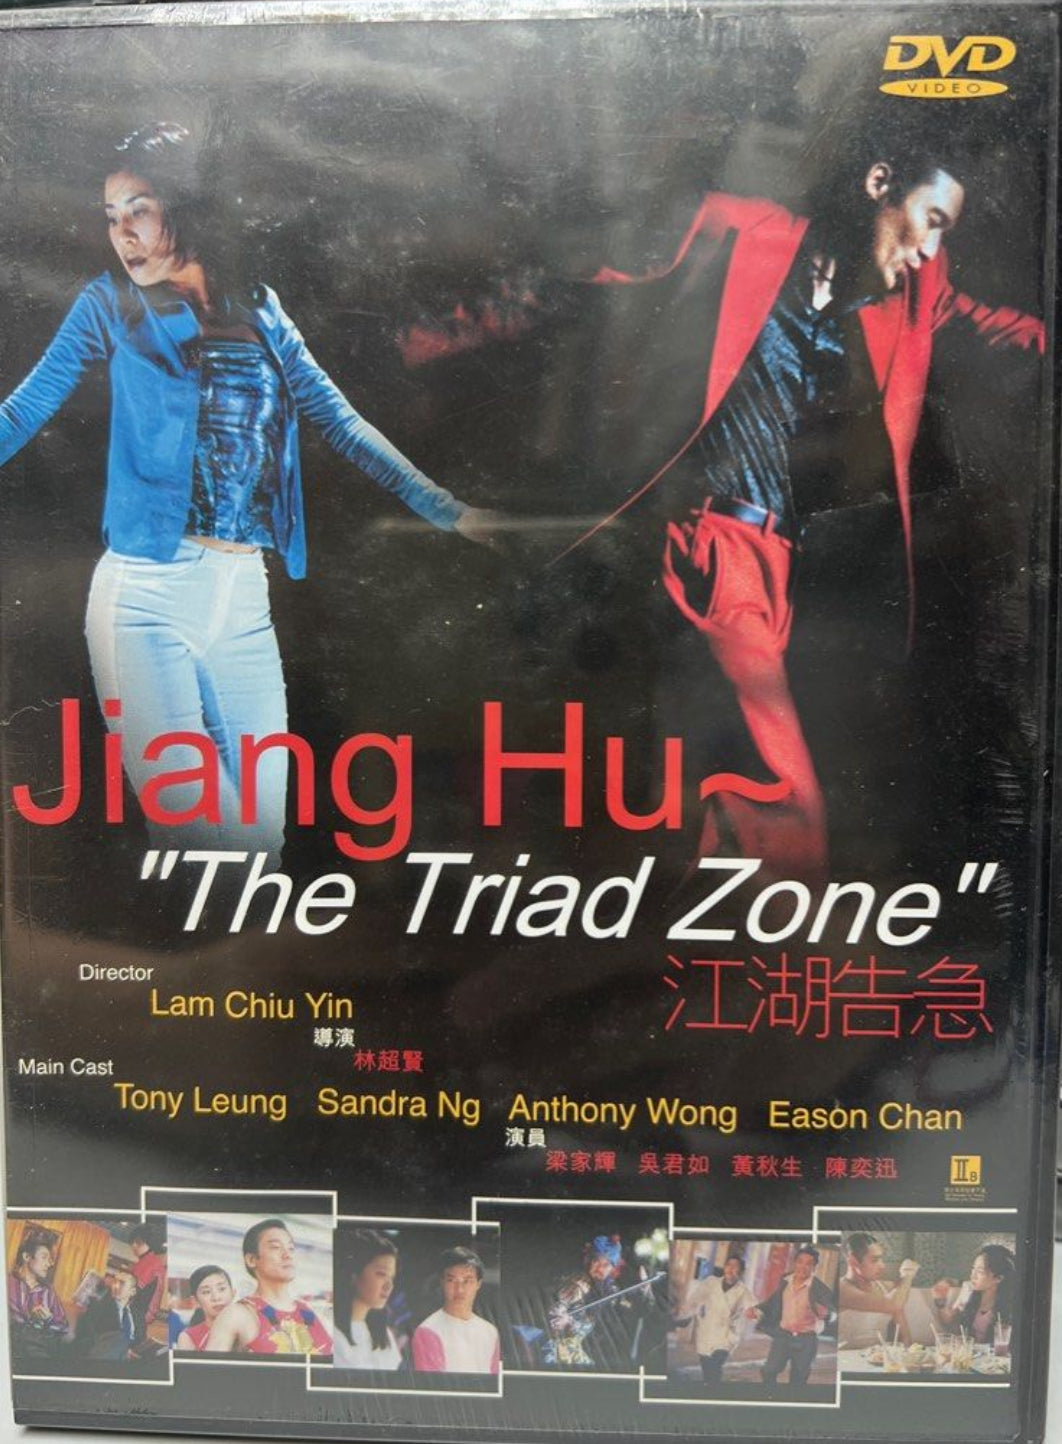 DVD
VIDEO
Jiang Hu~
"The Triad Zone"
江湖告急
Director
Lam Chiu Yin
導演
林超賢
Main Cast
Tony Leung Sandra Ng Anthony Wong Eason Chan
演員
梁家輝 吳君如 黃秋生 陳奕迅
IIB